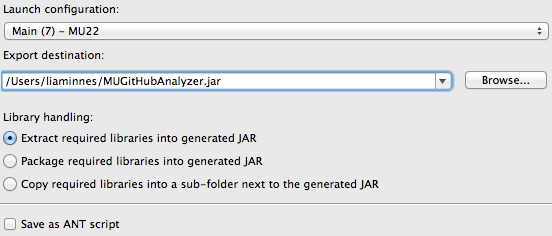 Launch configuration:
Main (7) - MU22
Export destination:
/Users/liaminnes/MUGitHubAnalyzer.jar
Browse...
Library handling:
Extract required libraries into generated JAR
Package required libraries into generated JAR
Copy required libraries into a sub-folder next to the generated JAR
Save as ANT script